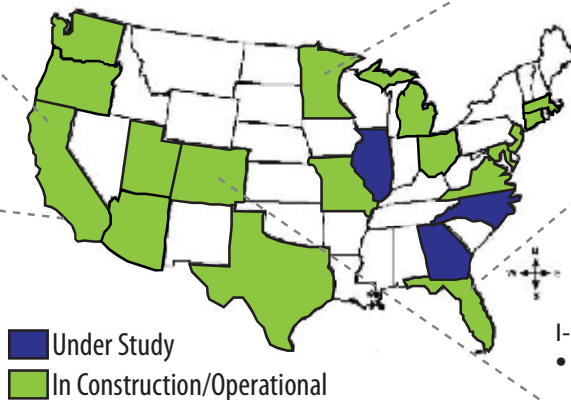 N
W E
S
I-
•
Under Study
In Construction/Operational